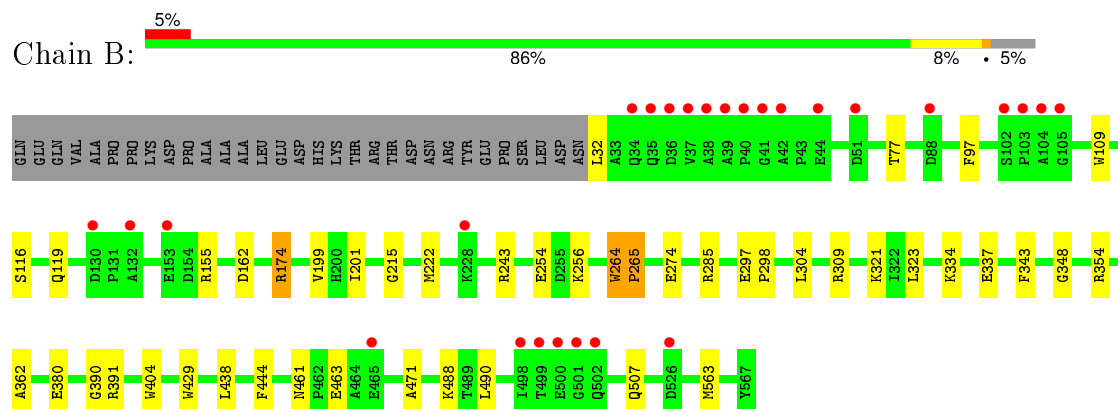 5%
Chain B:
86%
8%
•
5%
GLN GLU GLU GLN VAL ALA PRO PRO LYS ASP PRO ALA ALA ALA LEU GLU ASP HIS LYS THR ARG THR ASP ASN ARG TYR GLU PRO SER LEU ASP ASN L32 A33 Q34 Q35 D36 V37 A38 A39 P40 G41 A42 P43 E44 D51 T77 D88 F97 S102 P103 A104 G105 W109
S116 Q119 D130 P131 A132 E153 D154 R155 D162 R174 V199 H200 I201 G215 M222 K228 R243 E254 D255 K256 W264 P265 E274 R285 E297 P298 L304 R309 K321 I322 L323 K334 E337 F343 G348 R354
A362 E380 G390 R391 W404 W429 L438 F444 N461 P462 E463 A464 E465 A471 K488 T489 L490 I498 T499 E500 G501 Q502 Q507 D526 M563 Y567